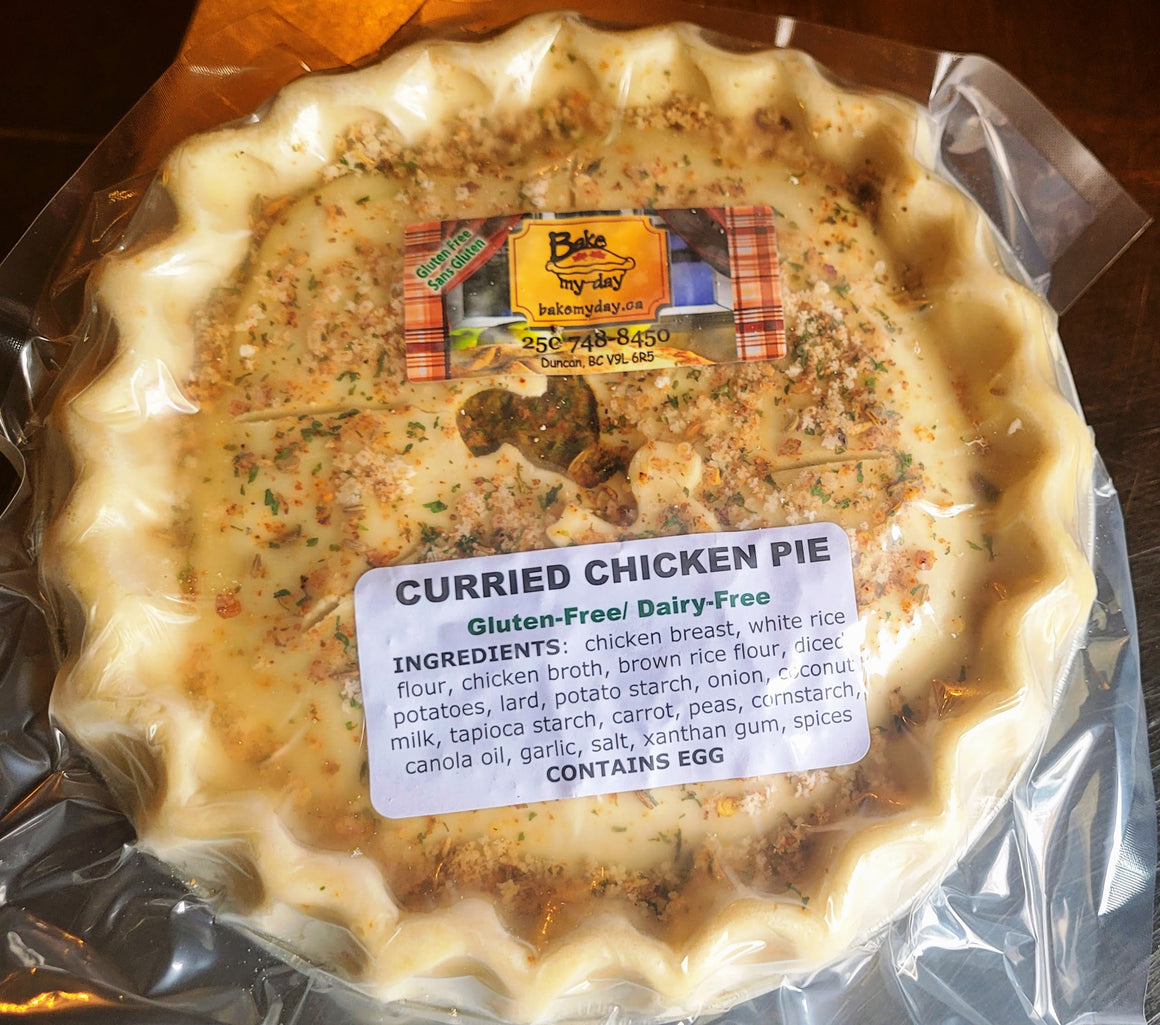 Gluten Free
Sans Gluten
Bake
my day
bakemyday.ca
250 748-8450
Duncan, BC V9L 6R5
CURRIED CHICKEN PIE
Gluten-Free/ Dairy-Free
INGREDIENTS: chicken breast, white rice
flour, chicken broth, brown rice flour, diced
potatoes, lard, potato starch, onion, coconut
milk, tapioca starch, carrot, peas, cornstarch,
canola oil, garlic, salt, xanthan gum, spices
CONTAINS EGG